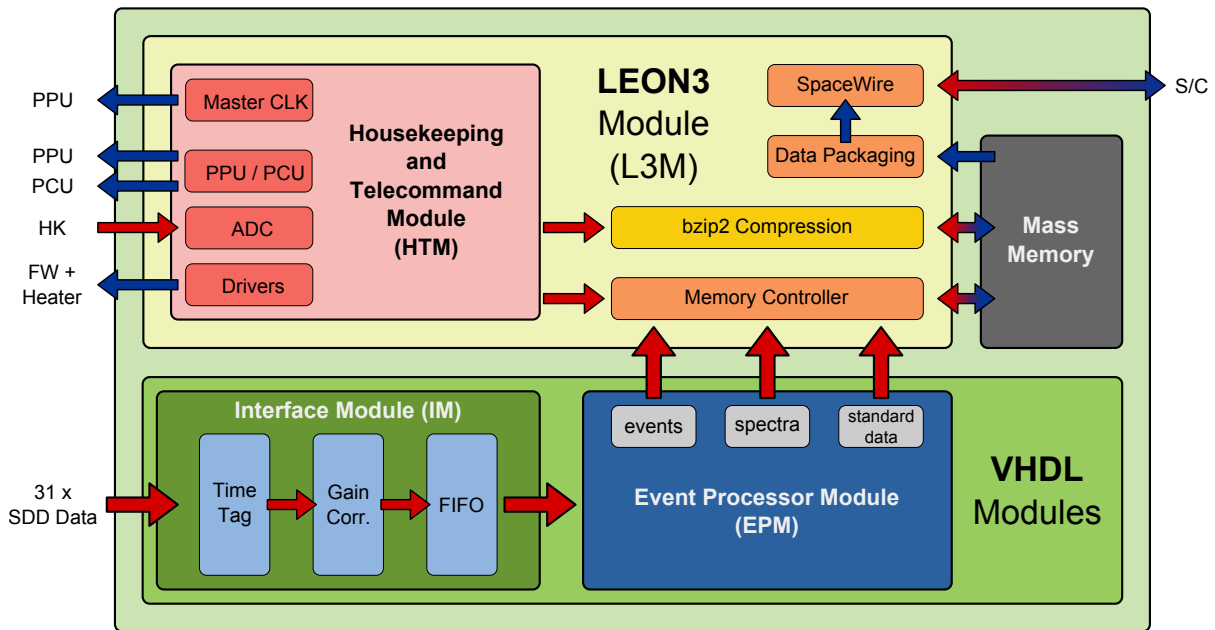 PPU
PPU
PCU
HK
FW +
Heater
Master CLK
PPU / PCU
ADC
Drivers
Housekeeping
and
Telecommand
Module
(HTM)
LEON3
Module
(L3M)
SpaceWire
Data Packaging
bzip2 Compression
Memory Controller
S/C
Mass
Memory
31 x
SDD Data
Interface Module (IM)
Time
Tag
Gain
Corr.
FIFO
events
spectra
standard
data
Event Processor Module
(EPM)
VHDL
Modules